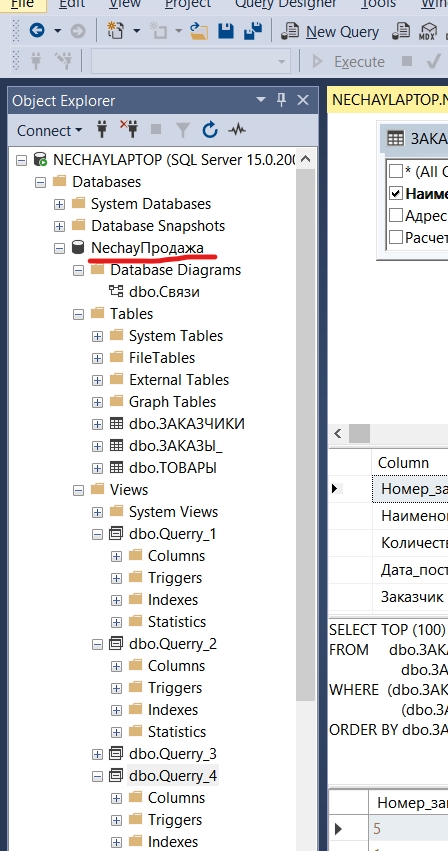 File Edit View Project Query Designer Tools
New Query MDX
Execute
Object Explorer
Connect
NECHAYLAPTOP (SQL Server 15.0.200
Databases
System Databases
Database Snapshots
NechayПродажа
Database Diagrams
dbo.Связи
Tables
System Tables
FileTables
External Tables
Graph Tables
dbo.ЗАКАЗЧИКИ
dbo.ЗАКАЗЫ_
dbo.ТОВАРЫ
Views
System Views
dbo.Querry_1
Columns
Triggers
Indexes
Statistics
dbo.Querry_2
Columns
Triggers
Indexes
Statistics
dbo.Querry_3
dbo.Querry_4
Columns
Triggers
Indexes
NECHAYLAPTOP.N
ЗАКА
* (All C
Наиме
Адрес
Расчет
Column
Номер_за
Наимено
Количеств
Дата_пост
Заказчик
SELECT TOP (100)
FROM dbo.ЗАКА
dbo.ЗА
WHERE (dbo.ЗАК
(dbo.ЗА
ORDER BY dbo.ЗА
Номер_за
5